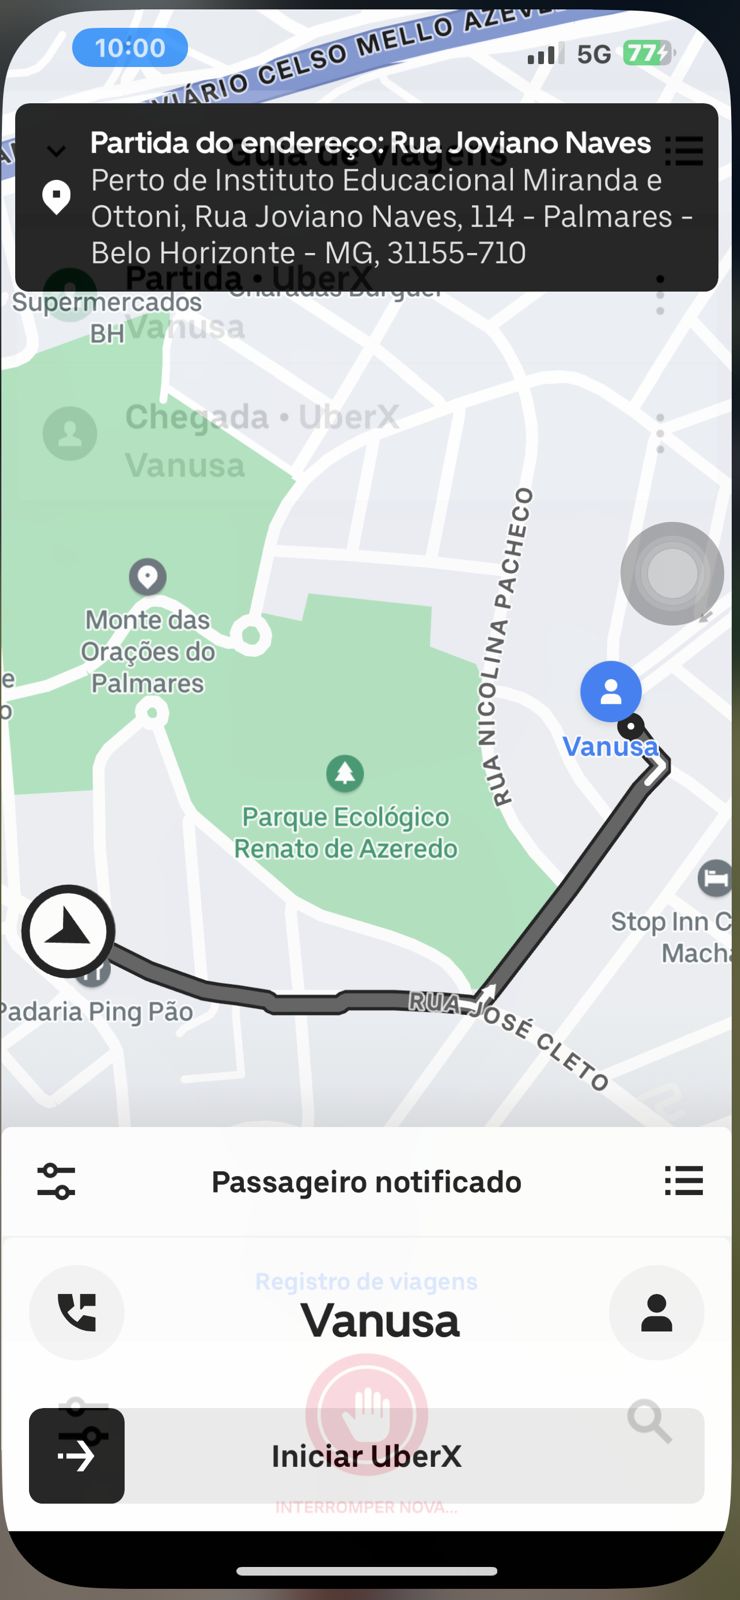 10:00
5G
77
VIÁRIO CELSO MELLO AZEVE
Guia de viagens
Partida do endereço: Rua Joviano Naves
Perto de Instituto Educacional Miranda e
Ottoni, Rua Joviano Naves, 114 - Palmares -
Belo Horizonte - MG, 31155-710
Partida • UberX
Vanusa
Supermercados
BH
Charadas Burguer
Chegada • UberX
Vanusa
RUA NICOLINA PACHECO
Monte das
Orações do
Palmares
e
o
Vanusa
Parque Ecológico
Renato de Azeredo
Stop Inn C
Macha
Padaria Ping Pão
RUA JOSÉ CLETO
Passageiro notificado
Registro de viagens
Vanusa
Iniciar UberX
INTERROMPER NOVA...